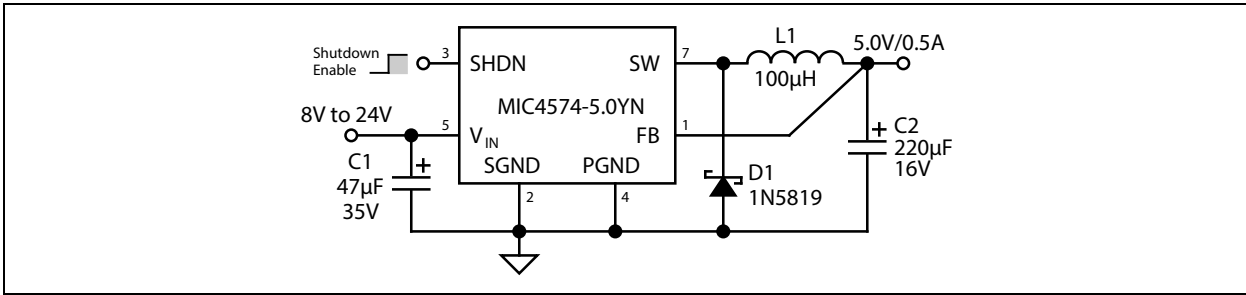 Shutdown
Enable
3
SHDN
SW
7
L1
100µH
5.0V/0.5A
MIC4574-5.0YN
8V to 24V
5
VIN
FB
1
SGND
PGND
C1
47µF
35V
+
2
4
D1
1N5819
+
C2
220µF
16V